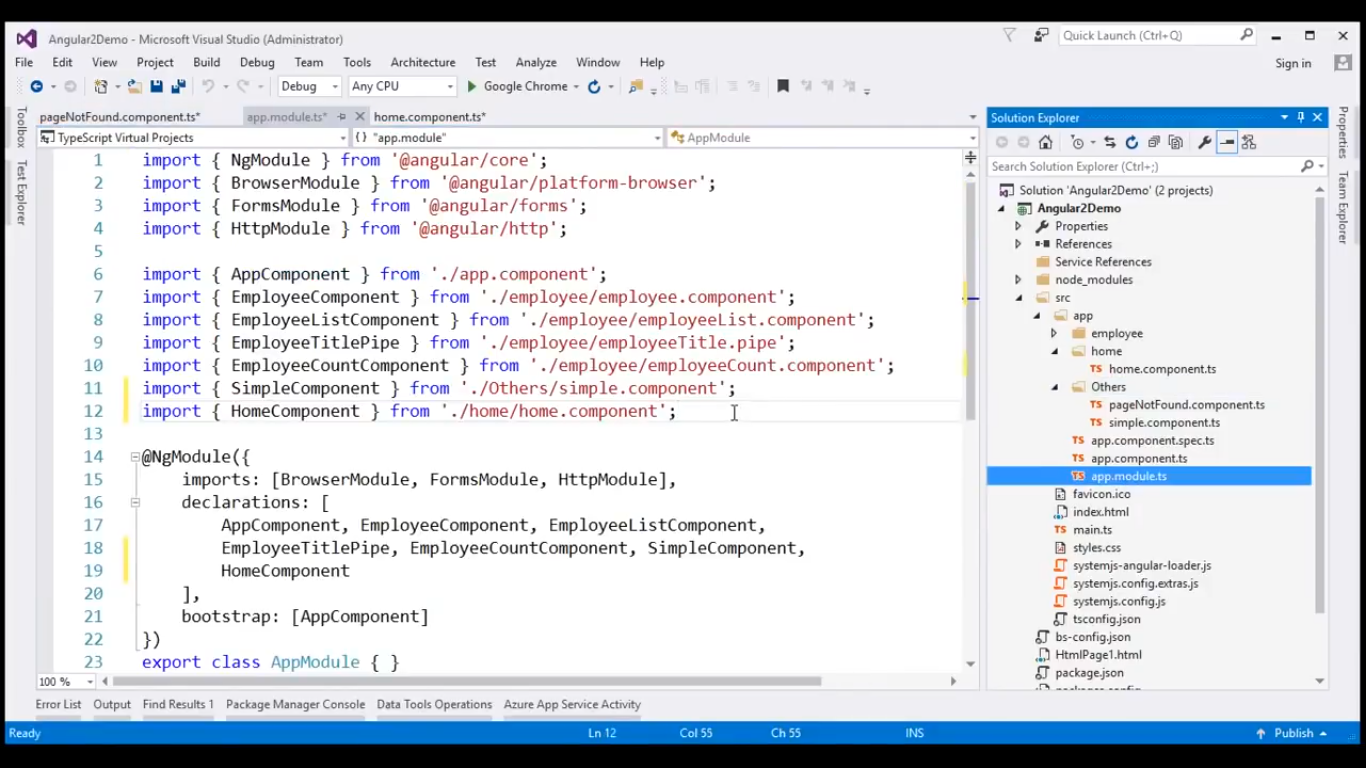 Angular2Demo - Microsoft Visual Studio (Administrator)
Quick Launch (Ctrl+Q)
File Edit View Project Build Debug Team Tools Architecture Test Analyze Window Help
Sign in
Debug Any CPU Google Chrome
Toolbox
Test Explorer
pageNotFound.component.ts* app.module.ts* home.component.ts*
TypeScript Virtual Projects {} "app.module" AppModule
1 import { NgModule } from '@angular/core';
2 import { BrowserModule } from '@angular/platform-browser';
3 import { FormsModule } from '@angular/forms';
4 import { HttpModule } from '@angular/http';
5
6 import { AppComponent } from './app.component';
7 import { EmployeeComponent } from './employee/employee.component';
8 import { EmployeeListComponent } from './employee/employeeList.component';
9 import { EmployeeTitlePipe } from './employee/employeeTitle.pipe';
10 import { EmployeeCountComponent } from './employee/employeeCount.component';
11 import { SimpleComponent } from './Others/simple.component';
12 import { HomeComponent } from './home/home.component';
13
14 @NgModule({
15 imports: [BrowserModule, FormsModule, HttpModule],
16 declarations: [
17 AppComponent, EmployeeComponent, EmployeeListComponent,
18 EmployeeTitlePipe, EmployeeCountComponent, SimpleComponent,
19 HomeComponent
20 ],
21 bootstrap: [AppComponent]
22 })
23 export class AppModule { }
100 %
Solution Explorer
Search Solution Explorer (Ctrl+;)
Solution 'Angular2Demo' (2 projects)
Angular2Demo
Properties
References
Service References
node_modules
src
app
employee
home
TS home.component.ts
Others
TS pageNotFound.component.ts
TS simple.component.ts
TS app.component.spec.ts
TS app.component.ts
TS app.module.ts
favicon.ico
index.html
TS main.ts
styles.css
systemjs-angular-loader.js
systemjs.config.extras.js
systemjs.config.js
tsconfig.json
bs-config.json
HtmlPage1.html
package.json
Properties
Team Explorer
Error List Output Find Results 1 Package Manager Console Data Tools Operations Azure App Service Activity
Ready Ln 12 Col 55 Ch 55 INS Publish